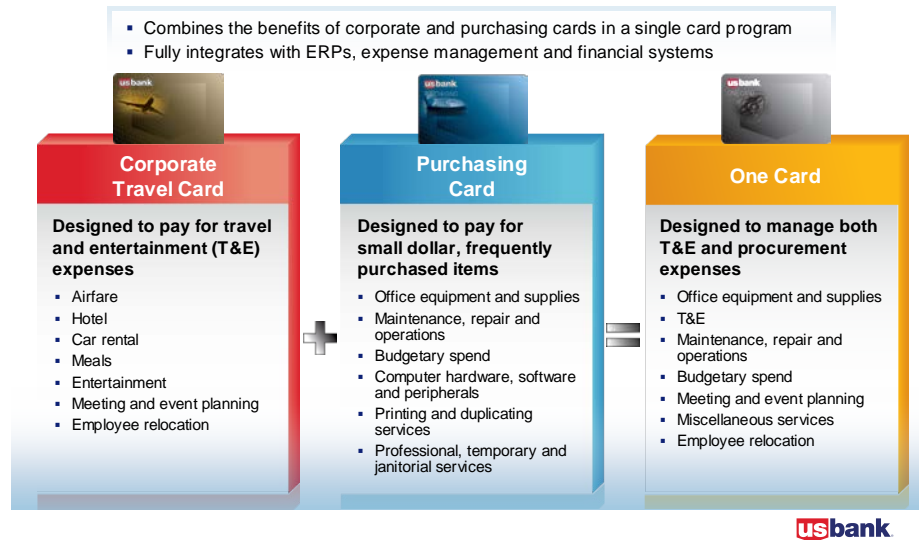 ▪ Combines the benefits of corporate and purchasing cards in a single card program
▪ Fully integrates with ERPs, expense management and financial systems
usbank
usbank
usbank
Corporate
Travel Card
Designed to pay for travel
and entertainment (T&E)
expenses
▪ Airfare
▪ Hotel
▪ Car rental
▪ Meals
▪ Entertainment
▪ Meeting and event planning
▪ Employee relocation
Purchasing
Card
Designed to pay for
small dollar, frequently
purchased items
▪ Office equipment and supplies
▪ Maintenance, repair and
operations
▪ Budgetary spend
▪ Computer hardware, software
and peripherals
▪ Printing and duplicating
services
▪ Professional, temporary and
janitorial services
One Card
Designed to manage both
T&E and procurement
expenses
▪ Office equipment and supplies
▪ T&E
▪ Maintenance, repair and
operations
▪ Budgetary spend
▪ Meeting and event planning
▪ Miscellaneous services
▪ Employee relocation
usbank.